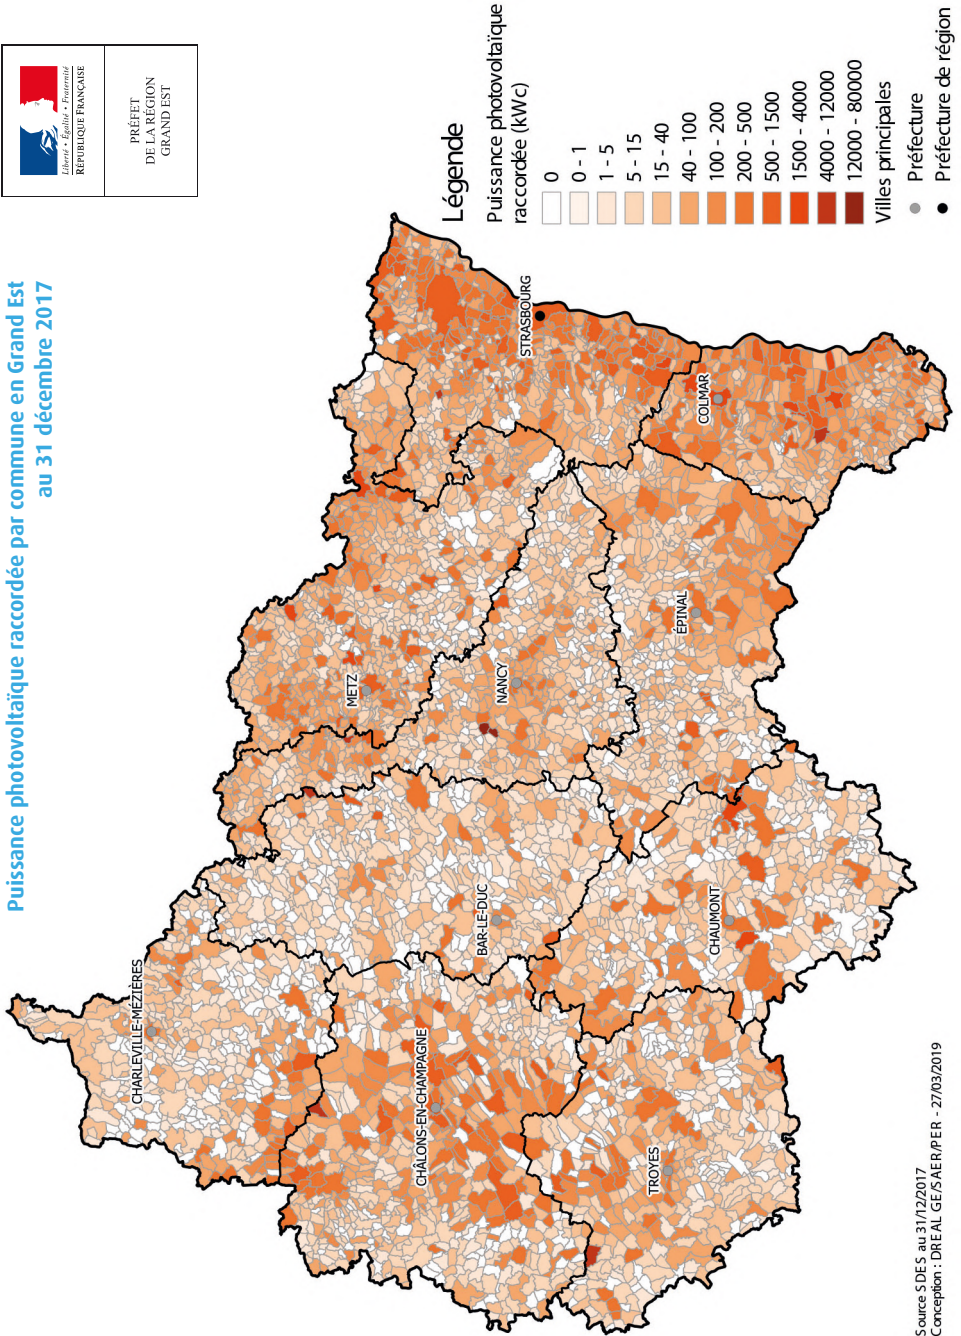 Puissance photovoltaïque raccordée par commune en Grand Est
au 31 décembre 2017
Liberté • Égalité • Fraternité
RÉPUBLIQUE FRANÇAISE
PRÉFET
DE LA RÉGION
GRAND EST
CHARLEVILLE-MÉZIÈRES
METZ
STRASBOURG
CHÂLONS-EN-CHAMPAGNE
BAR-LE-DUC
NANCY
TROYES
CHAUMONT
ÉPINAL
COLMAR
Légende
Puissance photovoltaïque
raccordée (kWc)
0
0 - 1
1 - 5
5 - 15
15 - 40
40 - 100
100 - 200
200 - 500
500 - 1500
1500 - 4000
4000 - 12000
12000 - 80000
Villes principales
Préfecture
Préfecture de région
Source SDES au 31/12/2017
Conception : DREAL GE/SAER/PER - 27/03/2019